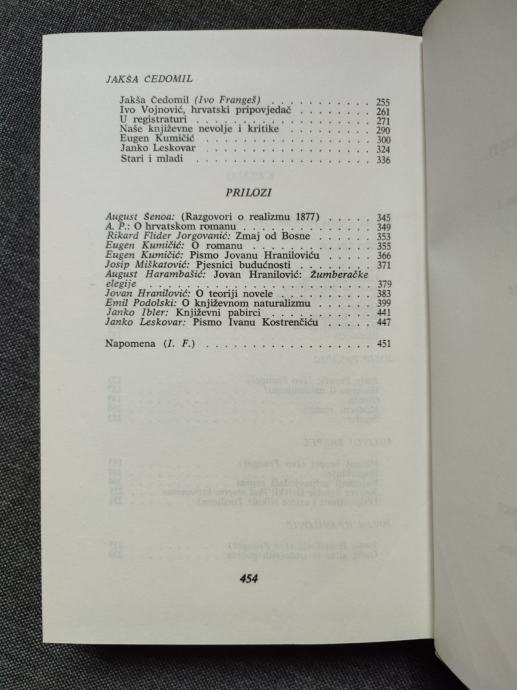 JAKŠA ČEDOMIL
Jakša Čedomil (Ivo Frangeš) . . . . . . . . . . . 255
Ivo Vojnović, hrvatski pripovjedač . . . . . . . . . . 261
U registraturi . . . . . . . . . . . . . . . . . 271
Naše književne nevolje i kritike . . . . . . . . . . . 290
Eugen Kumičić . . . . . . . . . . . . . . . . . 300
Janko Leskovar . . . . . . . . . . . . . . . . . 324
Stari i mladi . . . . . . . . . . . . . . . . . . 336
PRILOZI
August Šenoa: (Razgovori o realizmu 1877) . . . . . . 345
A. P.: O hrvatskom romanu . . . . . . . . . . . . 349
Rikard Flider Jorgovanić: Zmaj od Bosne . . . . . . . 353
Eugen Kumičić: O romanu . . . . . . . . . . . . 355
Eugen Kumičić: Pismo Jovanu Hraniloviću . . . . . . . 366
Josip Miškatović: Pjesnici budućnosti . . . . . . . . . 371
August Harambašić: Jovan Hranilović: Žumberačke
elegije . . . . . . . . . . . . . . . . . . . 379
Jovan Hranilović: O teoriji novele . . . . . . . . . . 383
Emil Podolski: O književnom naturalizmu . . . . . . . 399
Janko Ibler: Književni pabirci . . . . . . . . . . . 441
Janko Leskovar: Pismo Ivanu Kostrenčiću . . . . . . . 447
Napomena (I. F.) . . . . . . . . . . . . . . . . 451
454